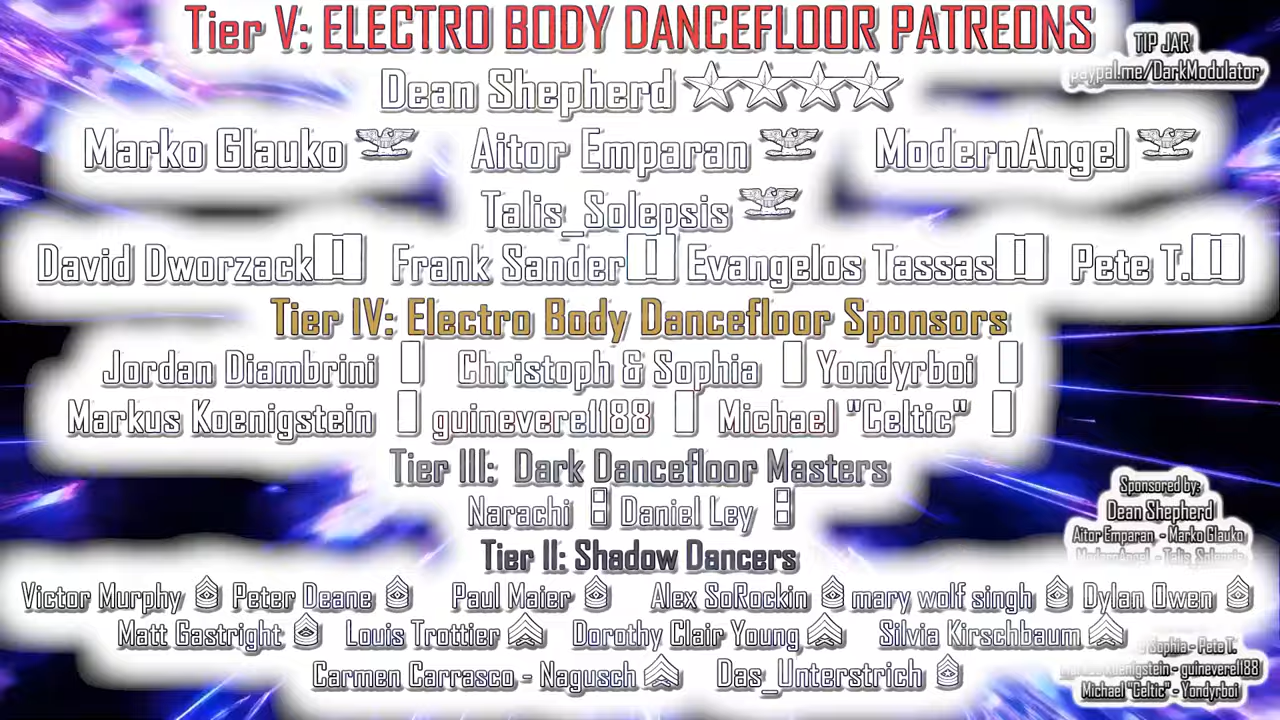 Tier V: ELECTRO BODY DANCEFLOOR PATREONS
TIP JAR
paypal.me/DarkModulator
Dean Shepherd
Marko Glauko Aitor Emparan ModernAngel
Talis_Solepsis
David Dworzack Frank Sander Evangelos Tassas Pete T.
Tier IV: Electro Body Dancefloor Sponsors
Jordan Diambrini Christoph & Sophia Yondyrboi
Markus Koenigstein guinevere1188 Michael "Celtic"
Tier III: Dark Dancefloor Masters
Narachi Daniel Ley
Tier II: Shadow Dancers
Victor Murphy Peter Deane Paul Maier Alex SoRockin mary wolf singh Dylan Owen
Matt Gastright Louis Trottier Dorothy Clair Young Silvia Kirschbaum
Carmen Carrasco - Nagusch Das_Unterstrich
Sponsored by:
Dean Shepherd
Aitor Emparan - Marko Glauko
ModernAngel - Talis_Solepsis
Sophia - Pete T.
Markus Koenigstein - guinevere1188
Michael "Celtic" - Yondyrboi